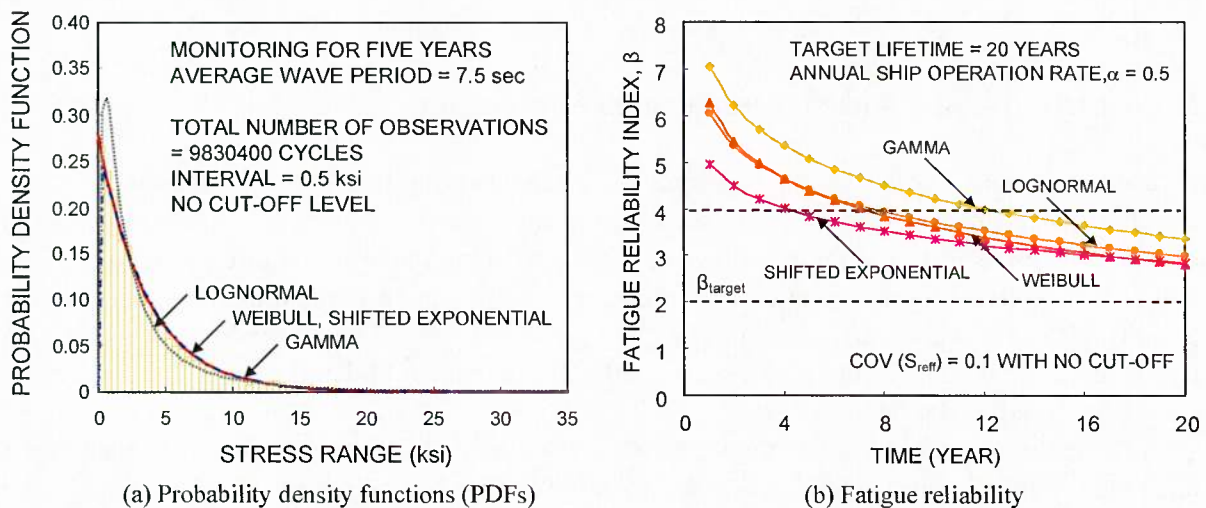 PROBABILITY DENSITY FUNCTION
0.40
0.35
0.30
0.25
0.20
0.15
0.10
0.05
0
MONITORING FOR FIVE YEARS
AVERAGE WAVE PERIOD = 7.5 sec
TOTAL NUMBER OF OBSERVATIONS
= 9830400 CYCLES
INTERVAL = 0.5 ksi
NO CUT-OFF LEVEL
LOGNORMAL
WEIBULL, SHIFTED EXPONENTIAL
GAMMA
0 5 10 15 20 25 30 35
STRESS RANGE (ksi)
(a) Probability density functions (PDFs)
FATIGUE RELIABILITY INDEX, β
8
7
6
5
4
3
2
1
0
TARGET LIFETIME = 20 YEARS
ANNUAL SHIP OPERATION RATE,α = 0.5
GAMMA
LOGNORMAL
SHIFTED EXPONENTIAL
WEIBULL
βtarget
COV (Sreff) = 0.1 WITH NO CUT-OFF
0 4 8 12 16 20
TIME (YEAR)
(b) Fatigue reliability